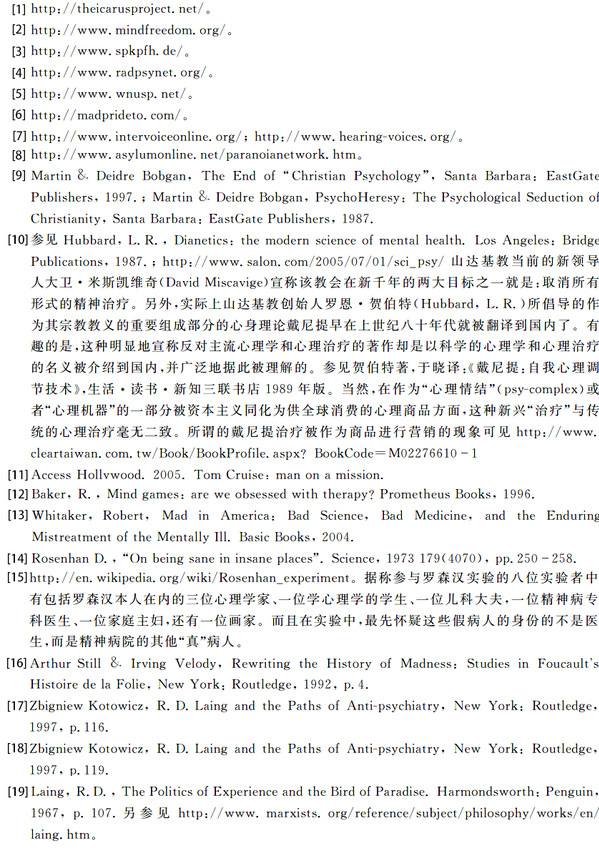 [1] http://theicarusproject.net/。
[2] http://www.mindfreedom.org/。
[3] http://www.spkpfh.de/。
[4] http://www.radpsynet.org/。
[5] http://www.wnusp.net/。
[6] http://madprideto.com/。
[7] http://www.intervoiceonline.org/; http://www.hearing-voices.org/。
[8] http://www.asylumonline.net/paranoianetwork.htm。
[9] Martin & Deidre Bobgan, The End of “Christian Psychology”, Santa Barbara: EastGate
Publishers, 1997.; Martin & Deidre Bobgan, PsychoHeresy: The Psychological Seduction of
Christianity, Santa Barbara: EastGate Publishers, 1987.
[10] 参见 Hubbard, L.R., Dianetics: the modern science of mental health. Los Angeles: Bridge
Publications, 1987.; http://www.salon.com/2005/07/01/sci_psy/ 山达基教当前的新领导
人大卫·米斯凯维奇(David Miscavige)宣称该教会在新千年的两大目标之一就是:取消所有
形式的精神治疗。另外,实际上山达基教创始人罗恩·贺伯特(Hubbard, L.R.)所倡导的作
为其宗教教义的重要组成部分的心身理论戴尼提早在上世纪八十年代就被翻译到国内了。有
趣的是,这种明显地宣称反对主流心理学和心理治疗的著作却是以科学的心理学和心理治疗
的名义被介绍到国内,并广泛地据此被理解的。参见贺伯特著,于晓译:《戴尼提:自我心理调
节技术》,生活·读书·新知三联书店 1989 年版。当然,在作为“心理情结”(psy-complex)或
者“心理机器”的一部分被资本主义同化为供全球消费的心理商品方面,这种新兴“治疗”与传
统的心理治疗毫无二致。所谓的戴尼提治疗被作为商品进行营销的现象可见 http://www.
cleartaiwan.com.tw/Book/BookProfile.aspx? BookCode=M02276610-1
[11] Access Hollvwood. 2005. Tom Cruise: man on a mission.
[12] Baker, R., Mind games: are we obsessed with therapy? Prometheus Books, 1996.
[13] Whitaker, Robert, Mad in America: Bad Science, Bad Medicine, and the Enduring
Mistreatment of the Mentally Ill. Basic Books, 2004.
[14] Rosenhan D., “On being sane in insane places”. Science, 1973 179(4070), pp.250-258.
[15] http://en.wikipedia.org/wiki/Rosenhan_experiment。据称参与罗森汉实验的八位实验者中
有包括罗森汉本人在内的三位心理学家、一位学心理学的学生、一位儿科大夫,一位精神病专
科医生、一位家庭主妇,还有一位画家。而且在实验中,最先怀疑这些假病人的身份的不是医
生,而是精神病院的其他“真”病人。
[16] Arthur Still & Irving Velody, Rewriting the History of Madness: Studies in Foucault's
Histoire de la Folie, New York: Routledge, 1992, p.4.
[17] Zbigniew Kotowicz, R.D. Laing and the Paths of Anti-psychiatry, New York: Routledge,
1997, p.116.
[18] Zbigniew Kotowicz, R.D. Laing and the Paths of Anti-psychiatry, New York: Routledge,
1997, p.119.
[19] Laing, R.D., The Politics of Experience and the Bird of Paradise. Harmondsworth: Penguin,
1967, p. 107. 另参见 http://www.marxists.org/reference/subject/philosophy/works/en/
laing.htm。